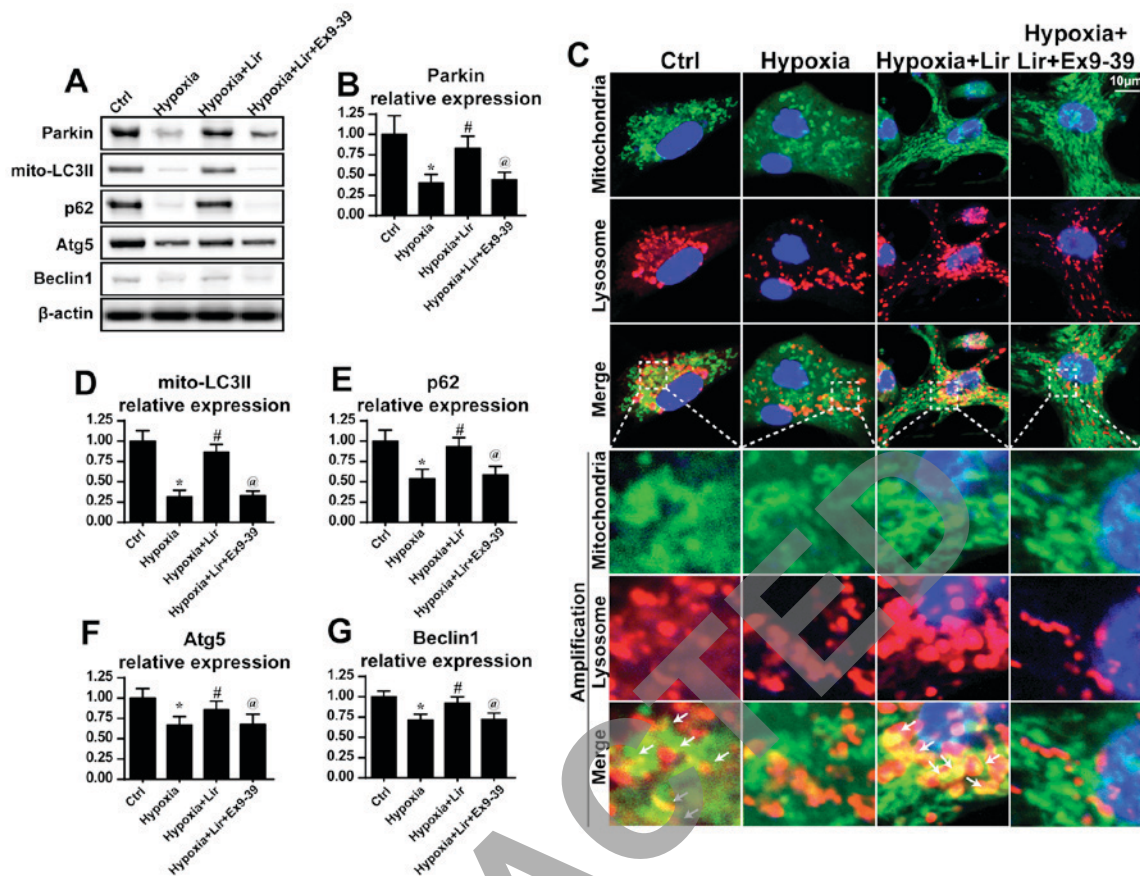 A
Ctrl
Hypoxia
Hypoxia+Lir
Hypoxia+Lir+Ex9-39
Parkin
mito-LC3II
p62
Atg5
Beclin1
β-actin
B
Parkin
relative expression
1.25
1.00
0.75
0.50
0.25
0.00
*
#
@
Ctrl
Hypoxia
Hypoxia+Lir
Hypoxia+Lir+Ex9-39
C
Ctrl
Hypoxia
Hypoxia+Lir
Hypoxia+
Lir+Ex9-39
10μm
Mitochondria
Lysosome
Merge
Amplification
Mitochondria
Lysosome
Merge
D
mito-LC3II
relative expression
1.25
1.00
0.75
0.50
0.25
0.00
*
#
@
Ctrl
Hypoxia
Hypoxia+Lir
Hypoxia+Lir+Ex9-39
E
p62
relative expression
1.25
1.00
0.75
0.50
0.25
0.00
*
#
@
Ctrl
Hypoxia
Hypoxia+Lir
Hypoxia+Lir+Ex9-39
F
Atg5
relative expression
1.25
1.00
0.75
0.50
0.25
0.00
*
#
@
Ctrl
Hypoxia
Hypoxia+Lir
Hypoxia+Lir+Ex9-39
G
Beclin1
relative expression
1.25
1.00
0.75
0.50
0.25
0.00
*
#
@
Ctrl
Hypoxia
Hypoxia+Lir
Hypoxia+Lir+Ex9-39
ACTED